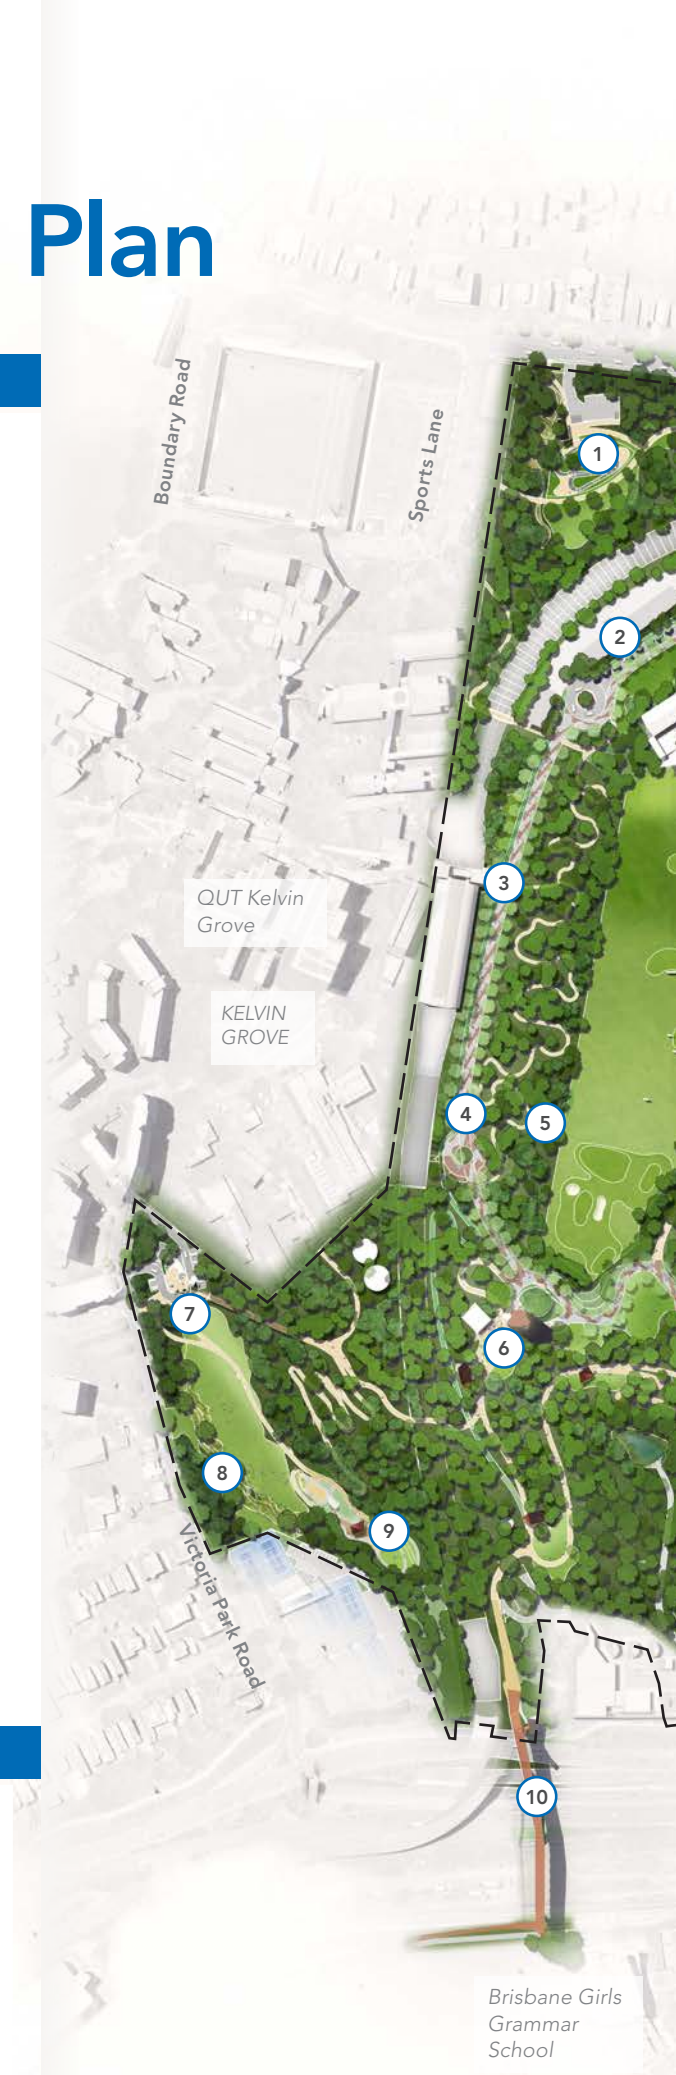 Plan
Boundary Road
Sports Lane
1
2
3
QUT Kelvin
Grove
KELVIN
GROVE
4
5
7
6
8
9
Victoria Park Road
10
Brisbane Girls
Grammar
School